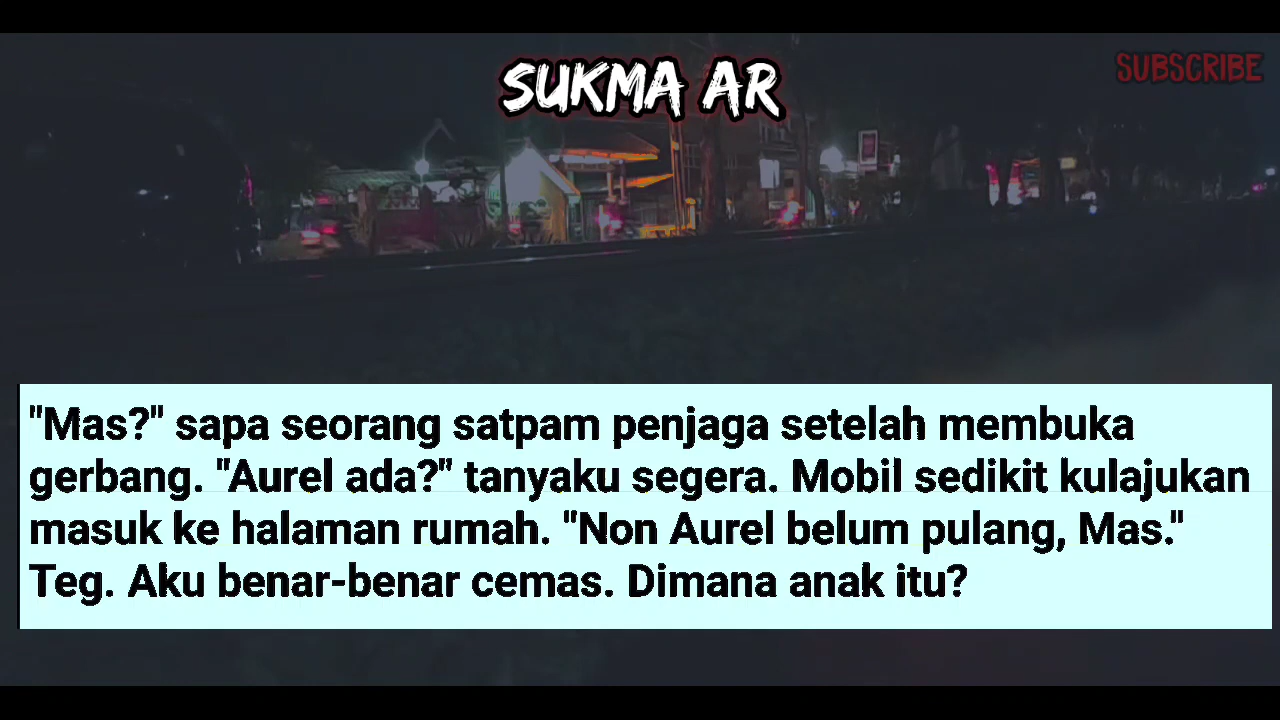 SUKMA AR
SUBSCRIBE
"Mas?" sapa seorang satpam penjaga setelah membuka
gerbang. "Aurel ada?" tanyaku segera. Mobil sedikit kulajukan
masuk ke halaman rumah. "Non Aurel belum pulang, Mas."
Teg. Aku benar-benar cemas. Dimana anak itu?